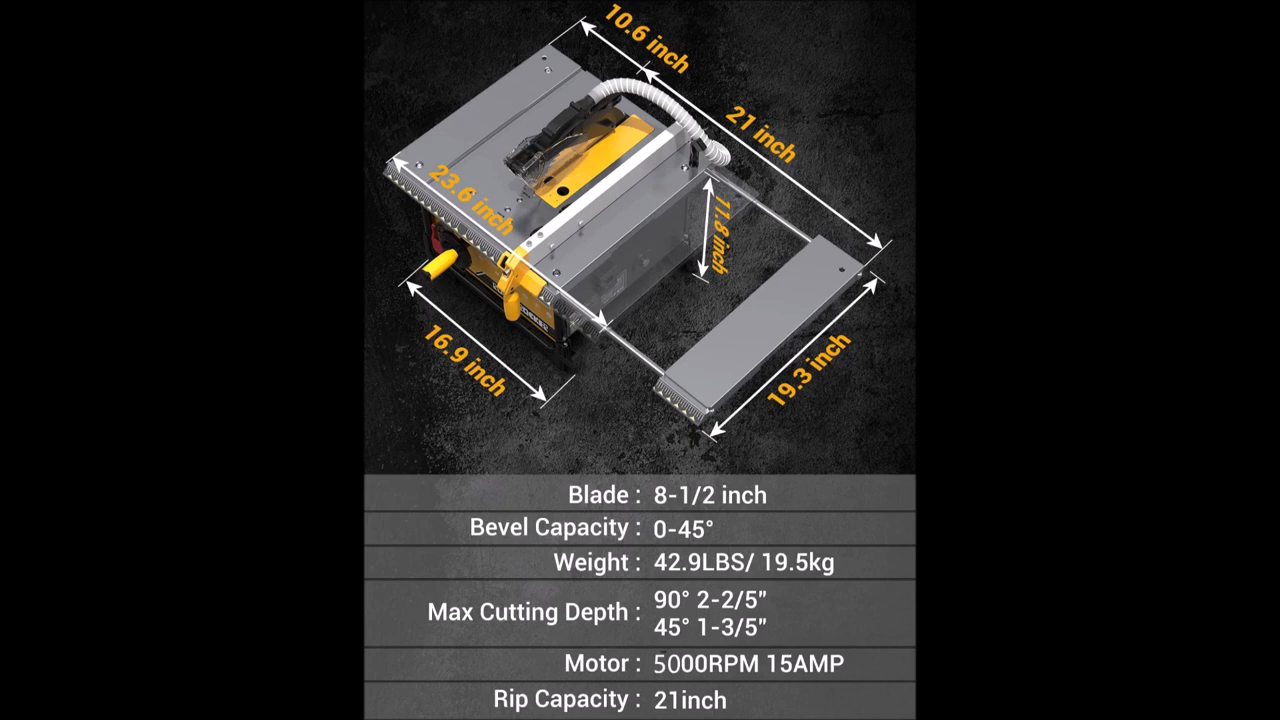 10.6 inch
21 inch
23.6 inch
11.8 inch
16.9 inch
19.3 inch
Blade : 8-1/2 inch
Bevel Capacity : 0-45°
Weight : 42.9LBS/ 19.5kg
Max Cutting Depth : 90° 2-2/5"
45° 1-3/5"
Motor : 5000RPM 15AMP
Rip Capacity : 21inch